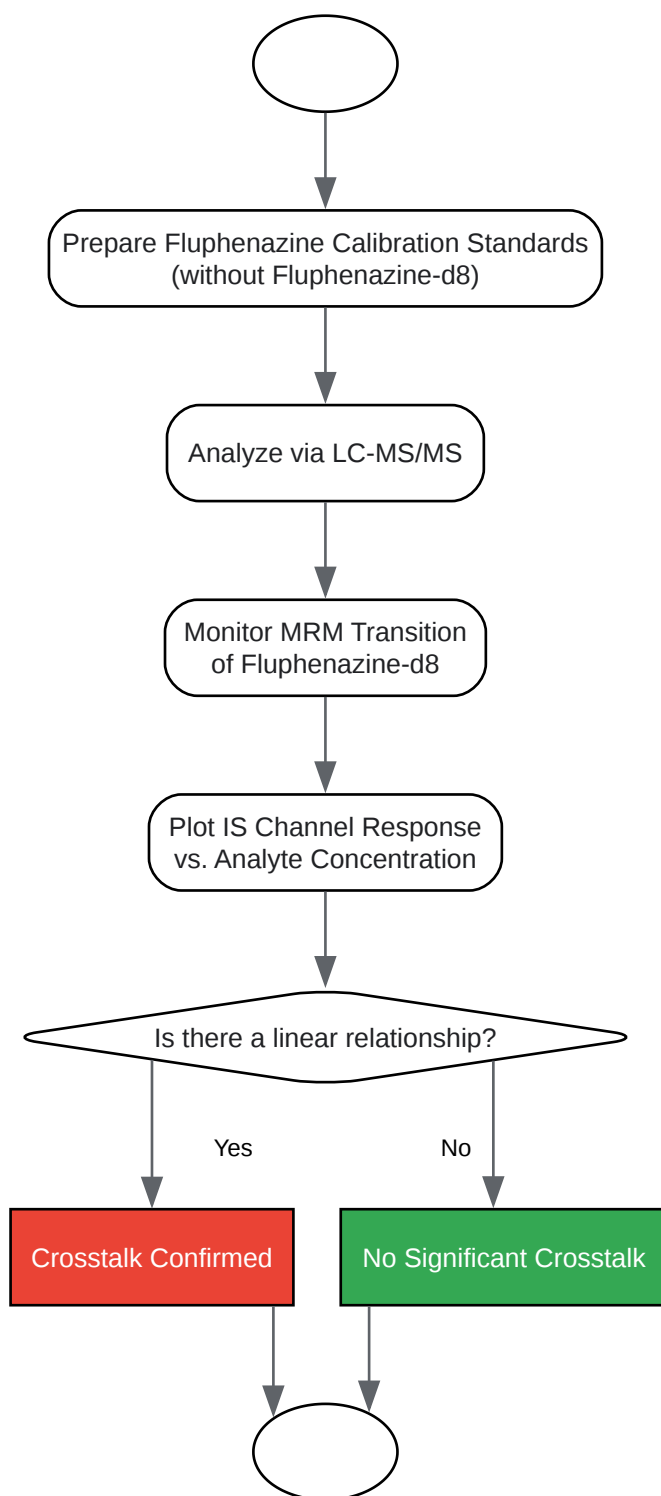 Prepare Fluphenazine Calibration Standards
(without Fluphenazine-d8)
Analyze via LC-MS/MS
Monitor MRM Transition
of Fluphenazine-d8
Plot IS Channel Response
vs. Analyte Concentration
Is there a linear relationship?
Yes
No
Crosstalk Confirmed
No Significant Crosstalk